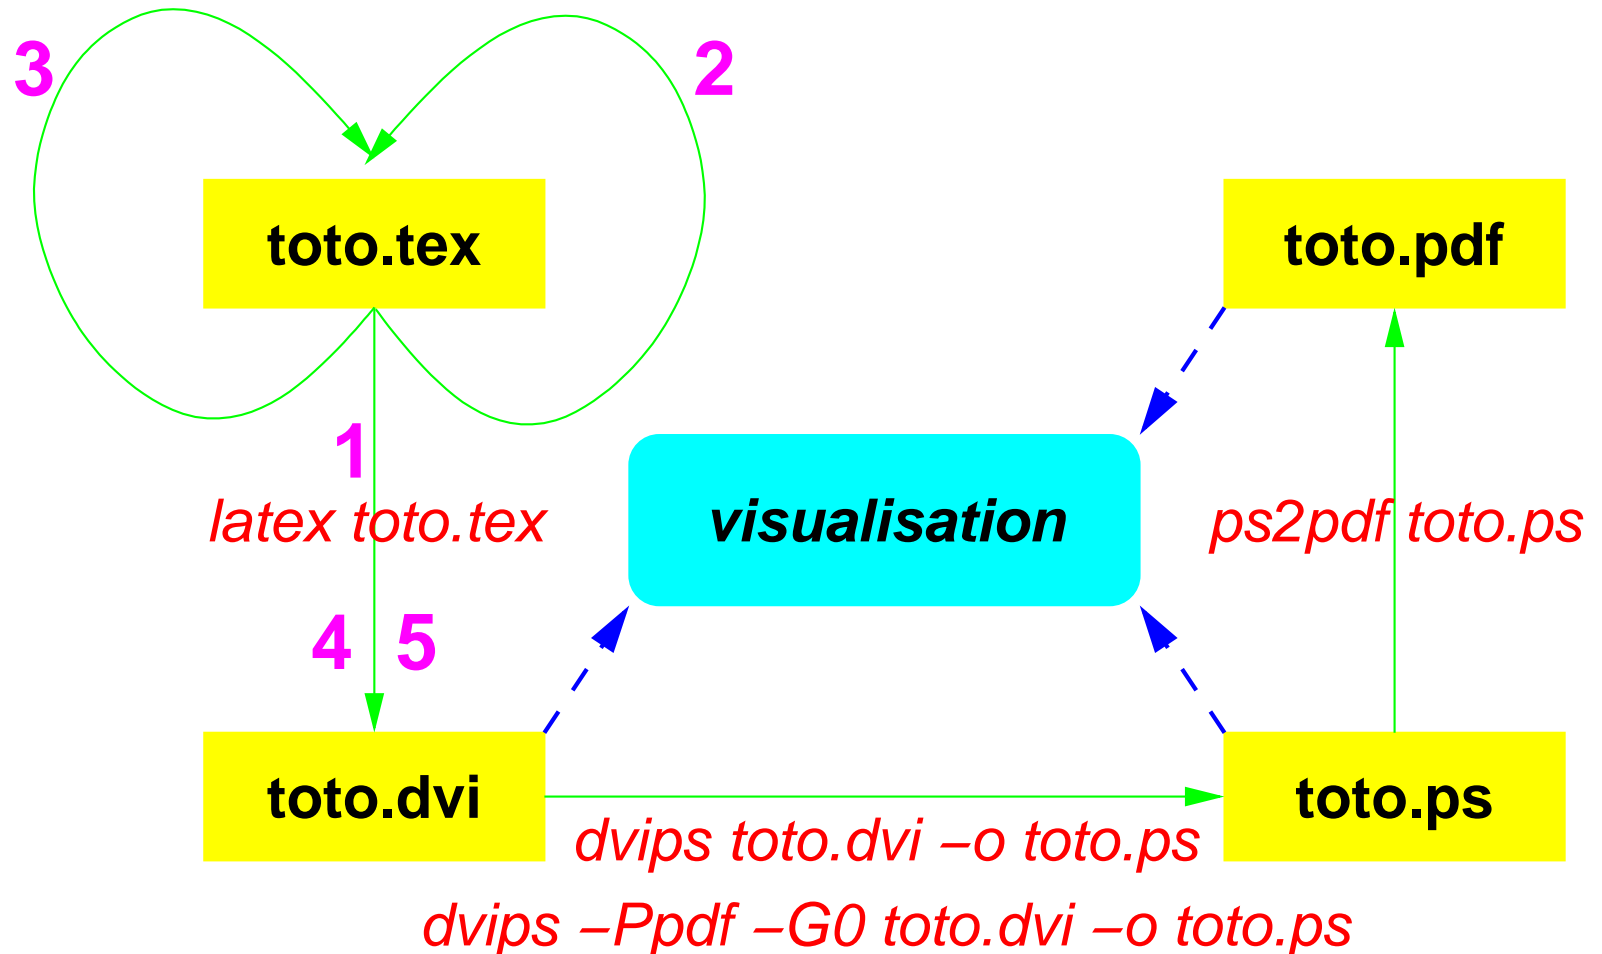 3
2
toto.tex
toto.pdf
1
latex toto.tex
visualisation
ps2pdf toto.ps
4 5
toto.dvi
toto.ps
dvips toto.dvi −o toto.ps
dvips −Ppdf −G0 toto.dvi −o toto.ps